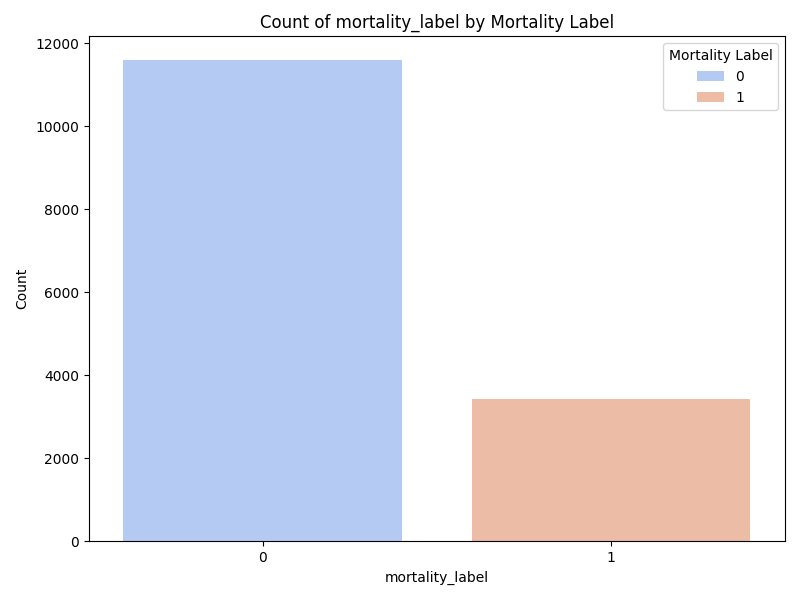 Count of mortality_label by Mortality Label
12000
10000
8000
6000
4000
2000
0
Count
Mortality Label
0
1
0
1
mortality_label